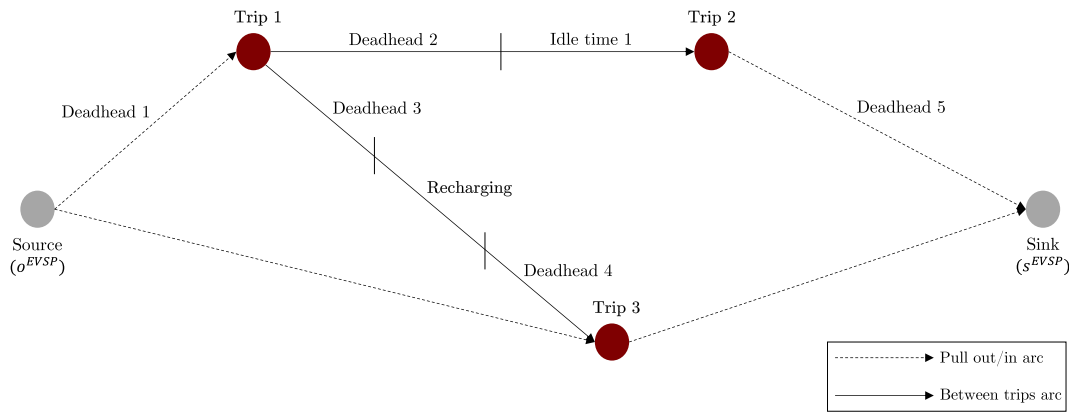 Trip 1
Trip 2
Deadhead 2
Idle time 1
Deadhead 1
Deadhead 3
Deadhead 5
Recharging
Source
(o^EVSP)
Sink
(s^EVSP)
Deadhead 4
Trip 3
Pull out/in arc
Between trips arc